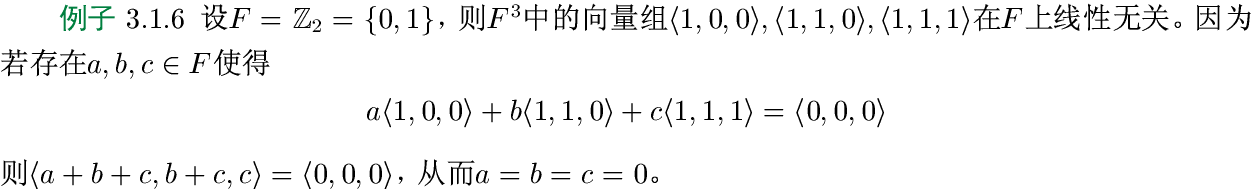 例子 3.1.6 设F = ℤ₂ = {0, 1}，则F³中的向量组⟨1, 0, 0⟩, ⟨1, 1, 0⟩, ⟨1, 1, 1⟩在F上线性无关。因为
若存在a, b, c ∈ F使得
a⟨1, 0, 0⟩ + b⟨1, 1, 0⟩ + c⟨1, 1, 1⟩ = ⟨0, 0, 0⟩
则⟨a + b + c, b + c, c⟩ = ⟨0, 0, 0⟩，从而a = b = c = 0。